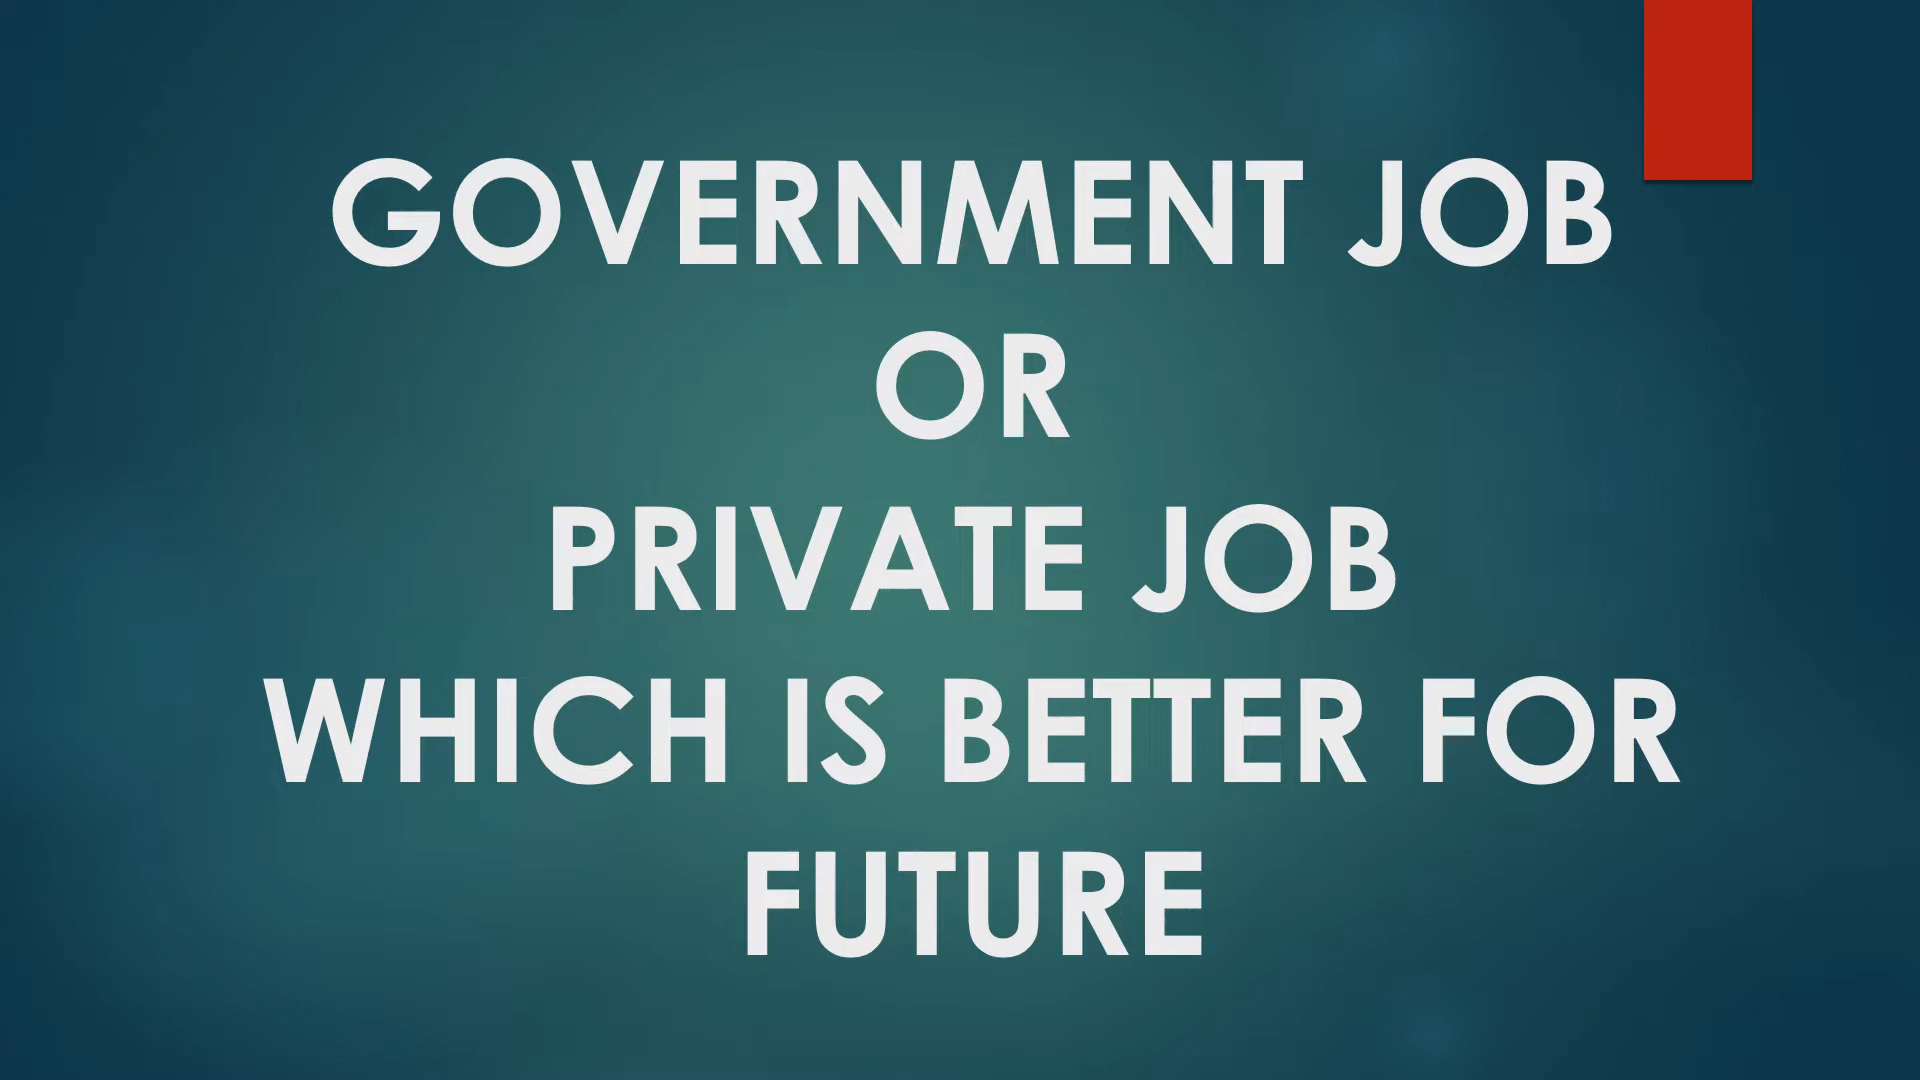 GOVERNMENT JOB
OR
PRIVATE JOB
WHICH IS BETTER FOR
FUTURE